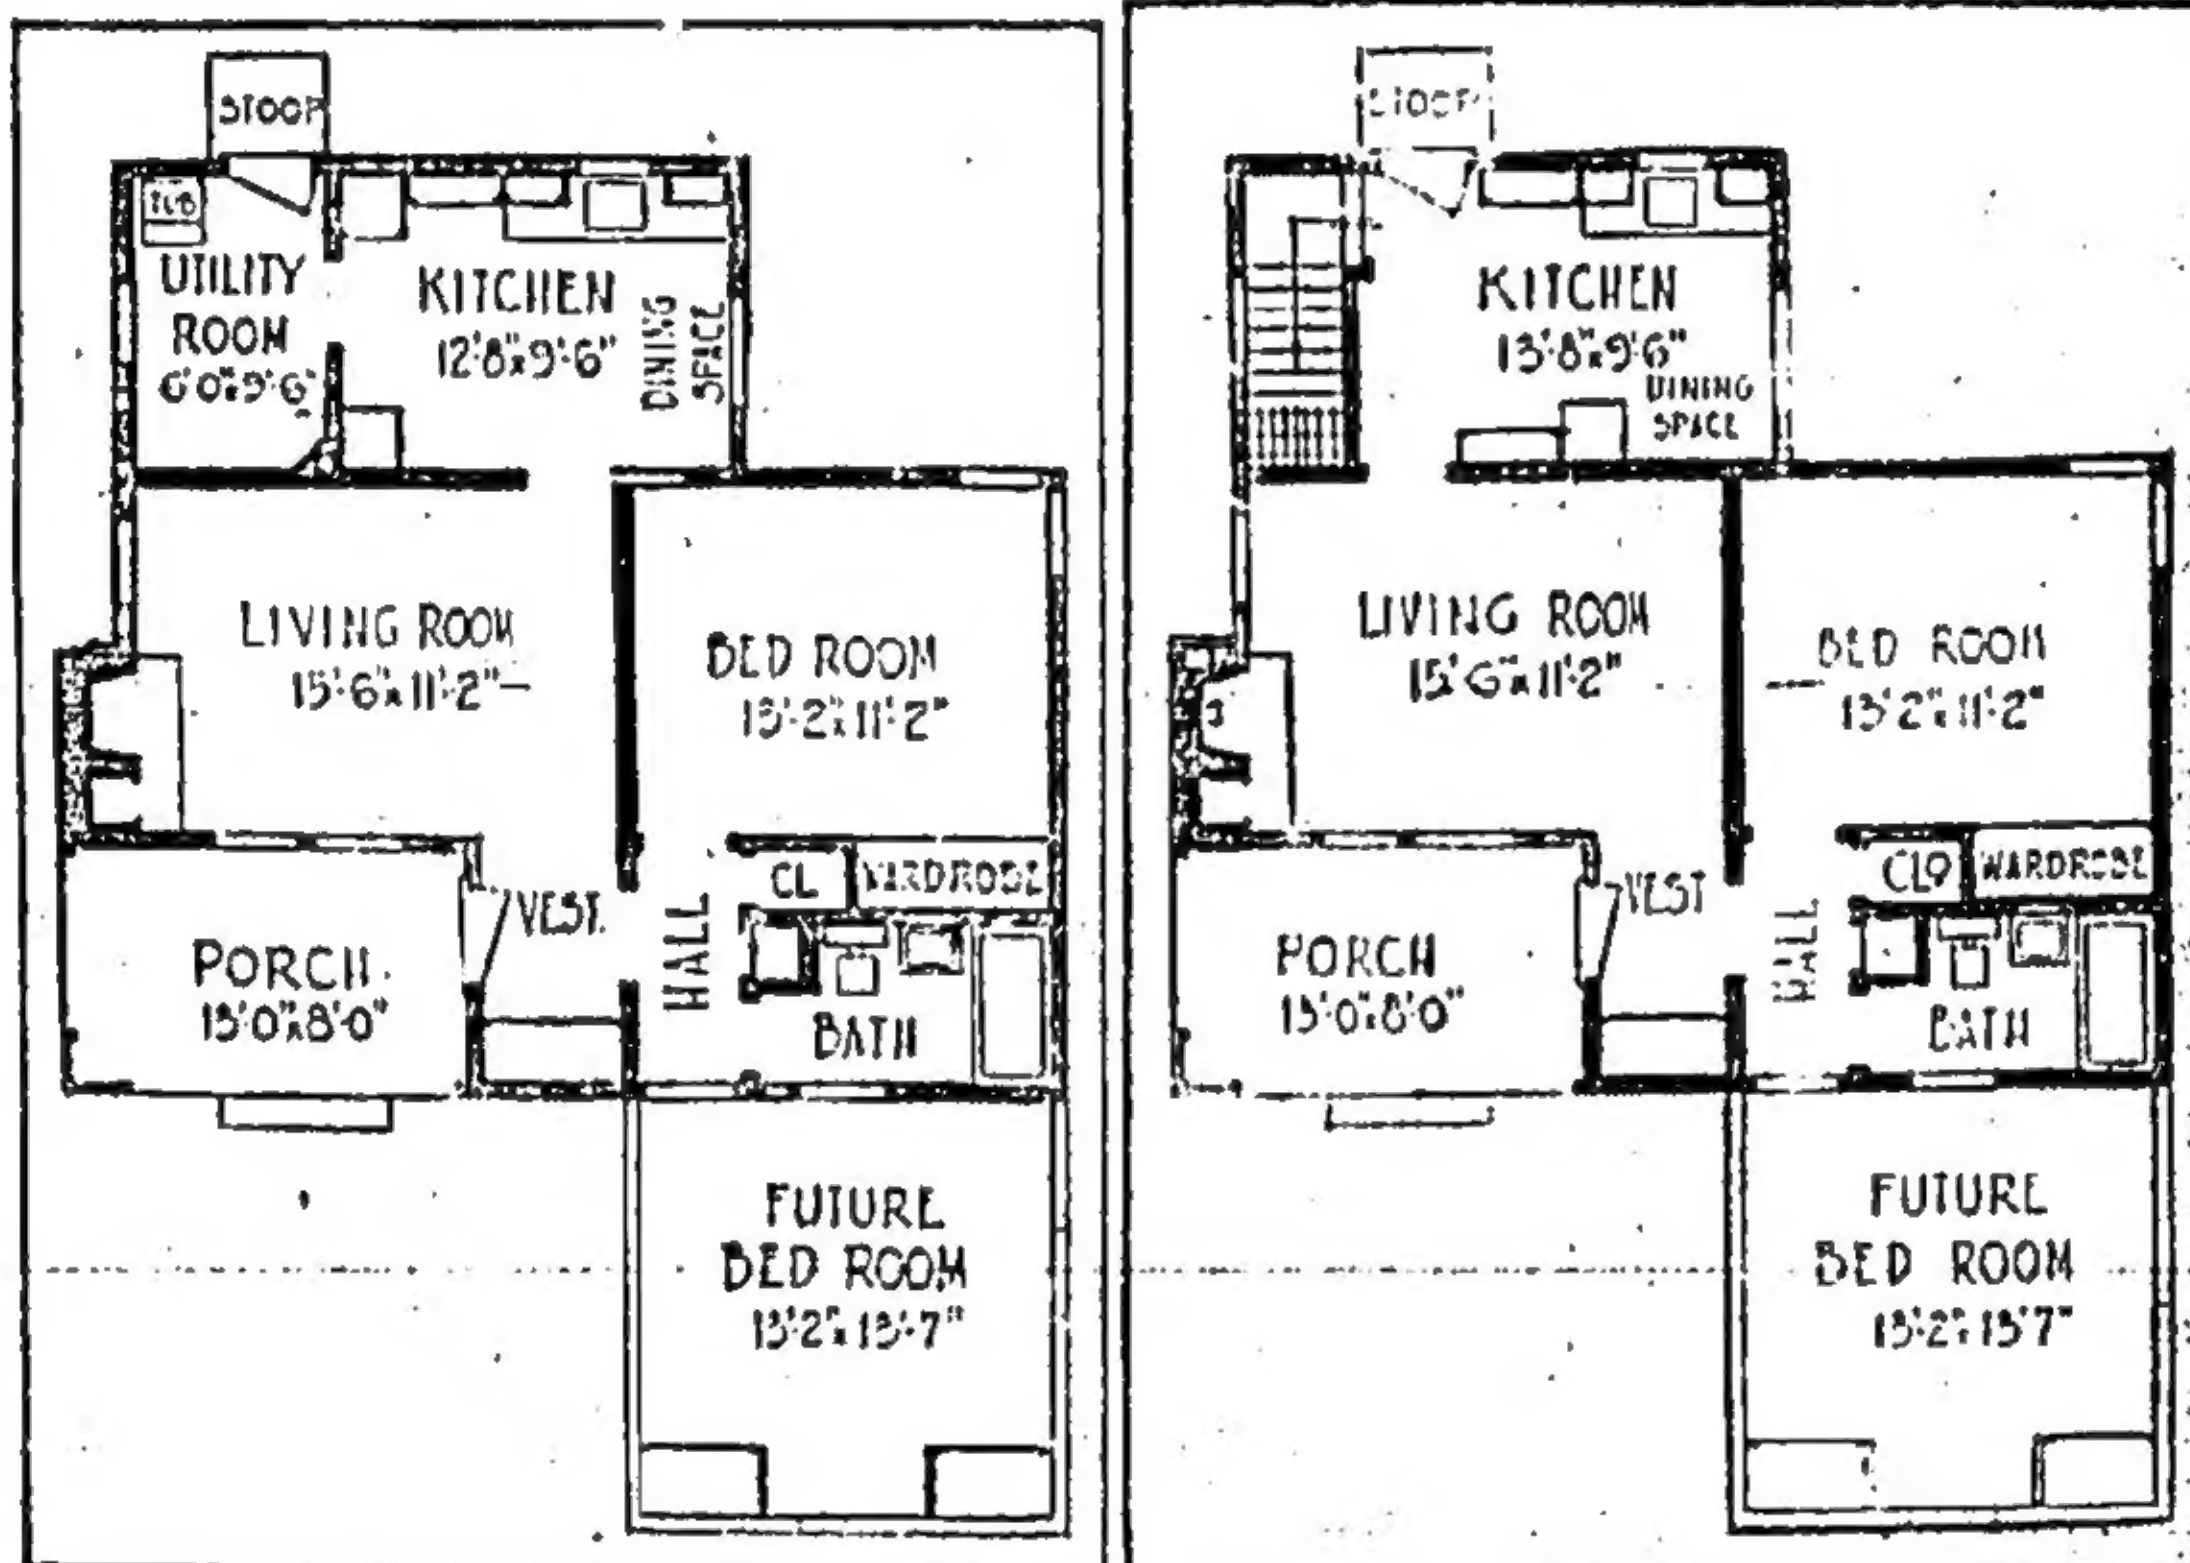 STOOP
TUB
UTILITY
ROOM
6'0"x9'6"
KITCHEN
12'8"x9'-6"
DINING
SPACE
LIVING ROOM
15'-6"x11'-2"
BED ROOM
13'-2"x11'-2"
CL
WARDROBE
VEST.
HALL
PORCH
13'0"x8'-0"
BATH
FUTURE
BED ROOM
13'-2"x13'-7"
STOOP
KITCHEN
13'-8"x9'6"
DINING
SPACE
LIVING ROOM
15'-6"x11'-2"
BED ROOM
13'2"x11'-2"
CLO
WARDROBE
VEST
HALL
PORCH
13'0"x8'-0"
BATH
FUTURE
BED ROOM
13'-2"x13'7"